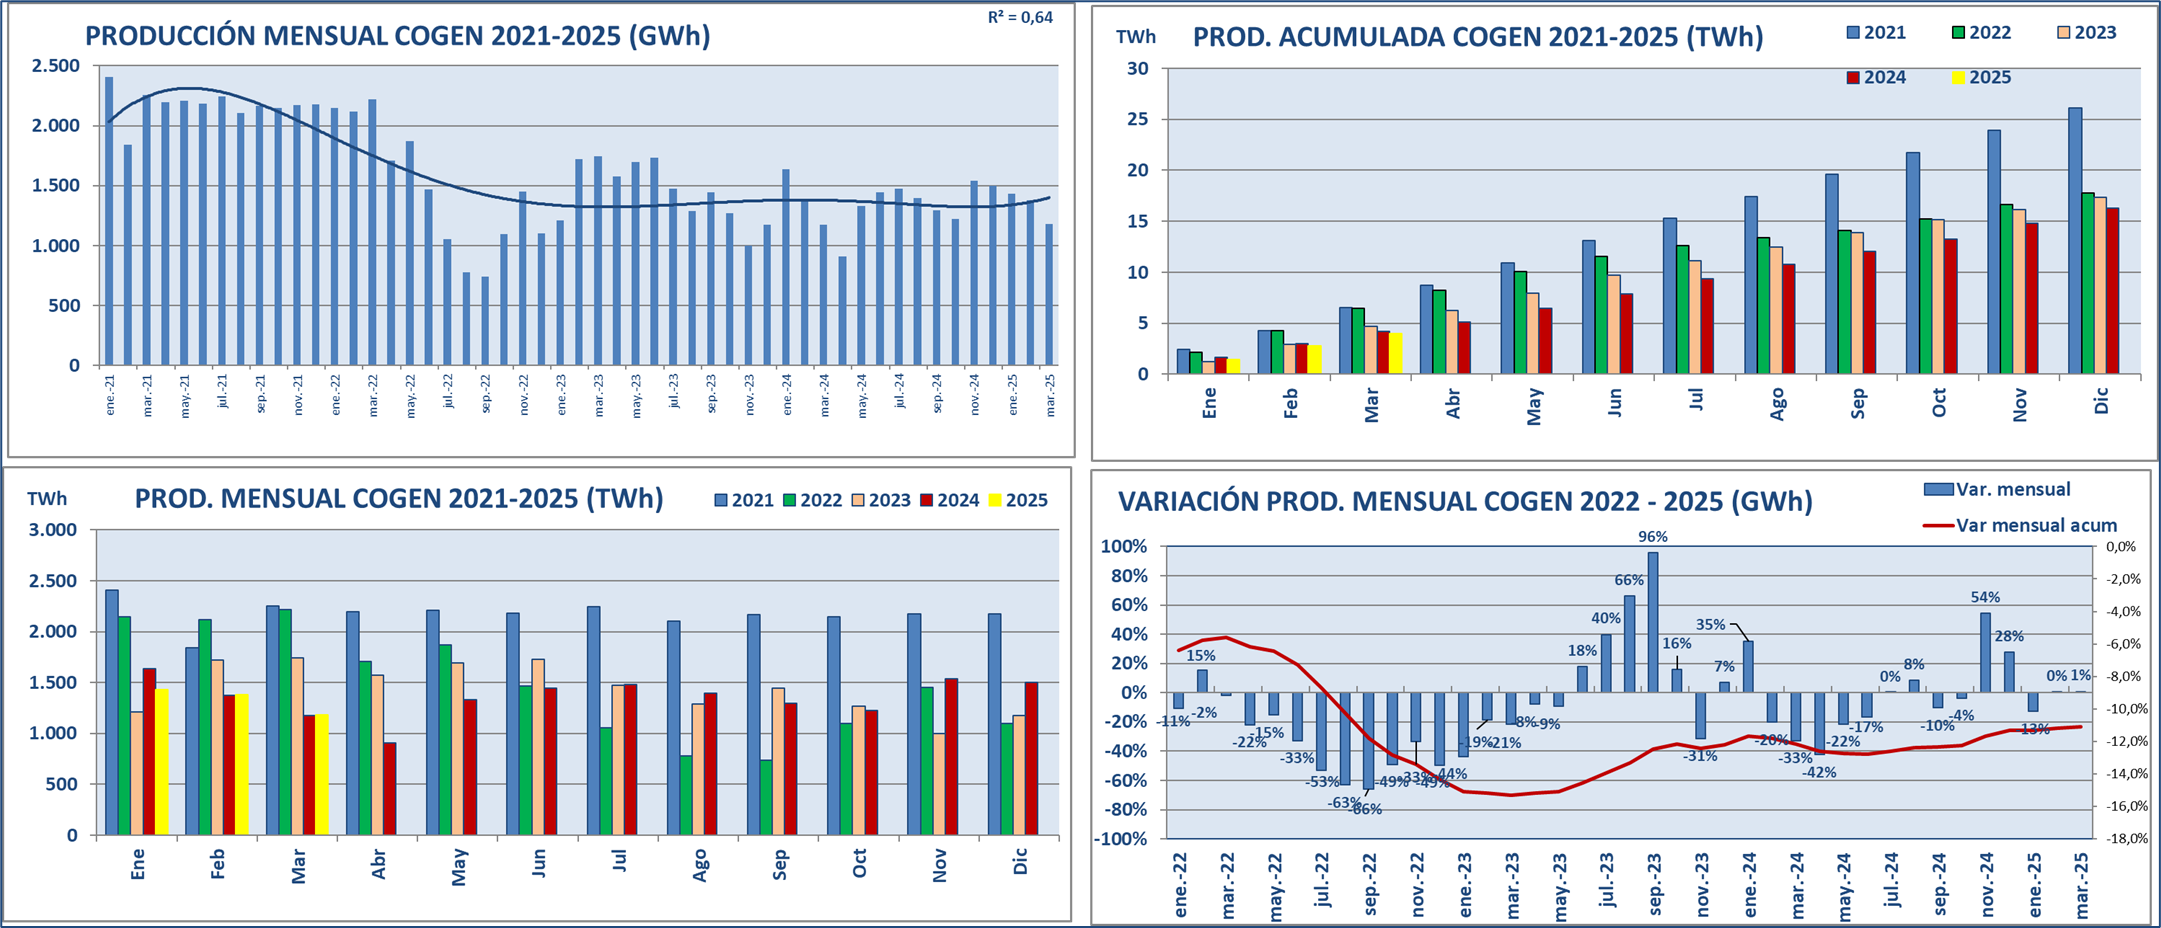 R² = 0,64
PRODUCCIÓN MENSUAL COGEN 2021-2025 (GWh)
2.500
2.000
1.500
1.000
500
0
ene.-21
mar.-21
may.-21
jul.-21
sep.-21
nov.-21
ene.-22
mar.-22
may.-22
jul.-22
sep.-22
nov.-22
ene.-23
mar.-23
may.-23
jul.-23
sep.-23
nov.-23
ene.-24
mar.-24
may.-24
jul.-24
sep.-24
nov.-24
ene.-25
mar.-25
TWh
PROD. ACUMULADA COGEN 2021-2025 (TWh)
2021
2022
2023
2024
2025
30
25
20
15
10
5
0
Ene
Feb
Mar
Abr
May
Jun
Jul
Ago
Sep
Oct
Nov
Dic
TWh
PROD. MENSUAL COGEN 2021-2025 (TWh)
2021
2022
2023
2024
2025
3.000
2.500
2.000
1.500
1.000
500
0
Ene
Feb
Mar
Abr
May
Jun
Jul
Ago
Sep
Oct
Nov
Dic
VARIACIÓN PROD. MENSUAL COGEN 2022 - 2025 (GWh)
Var. mensual
Var mensual acum
100%
80%
60%
40%
20%
0%
-20%
-40%
-60%
-80%
-100%
0,0%
-2,0%
-4,0%
-6,0%
-8,0%
-10,0%
-12,0%
-14,0%
-16,0%
-18,0%
-11%
15%
-2%
-22%
-15%
-33%
-53%
-63%
-66%
-49%
-33%
-49%
-44%
-19%
-21%
-8%
-9%
18%
40%
66%
96%
16%
-31%
7%
35%
-20%
-33%
-42%
-22%
-17%
0%
8%
-10%
-4%
54%
28%
-13%
0%
1%
ene.-22
mar.-22
may.-22
jul.-22
sep.-22
nov.-22
ene.-23
mar.-23
may.-23
jul.-23
sep.-23
nov.-23
ene.-24
mar.-24
may.-24
jul.-24
sep.-24
nov.-24
ene.-25
mar.-25